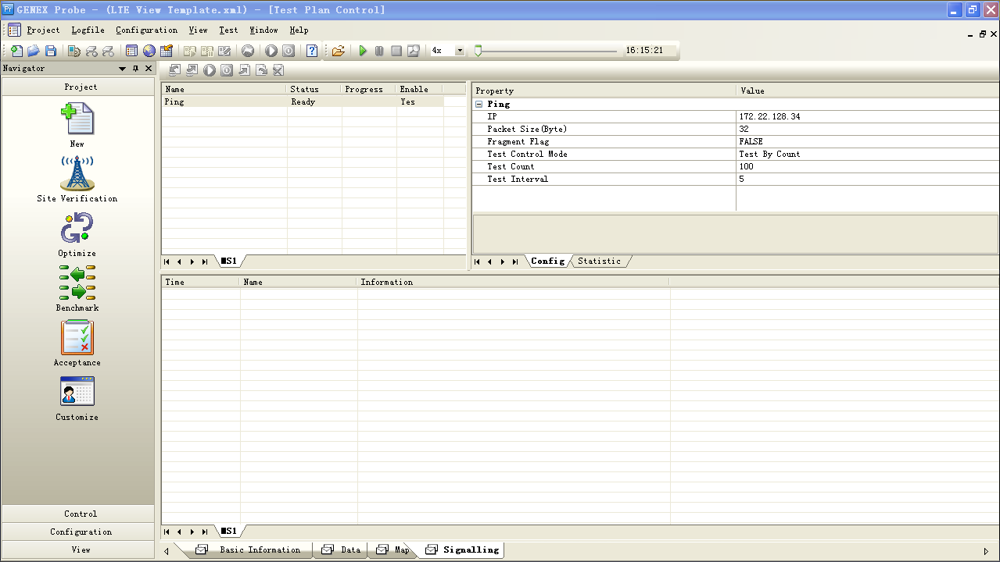 GENEX Probe - (LTE View Template.xml) - [Test Plan Control]
Project Logfile Configuration View Test Window Help
4x 16:15:21
Navigator
Project
New
Site Verification
Optimize
Benchmark
Acceptance
Customize
Control
Configuration
View
Name Status Progress Enable
Ping Ready Yes
MS1
Property Value
Ping
IP 172.22.128.34
Packet Size(Byte) 32
Fragment Flag FALSE
Test Control Mode Test By Count
Test Count 100
Test Interval 5
Config Statistic
Time Name Information
MS1
Basic Information Data Map Signalling